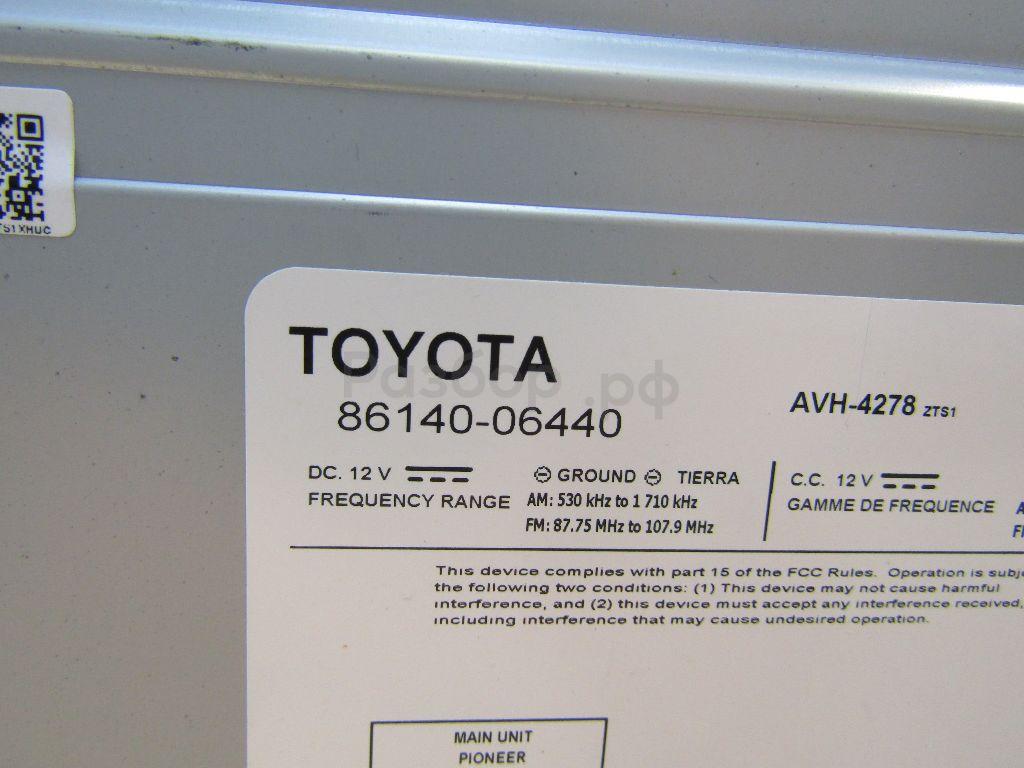 TS1XHUC
TOYOTA
Разбор.рф
86140-06440
AVH-4278 ZTS1
DC. 12 V
GROUND TIERRA
C.C. 12 V
FREQUENCY RANGE
AM: 530 kHz to 1 710 kHz
FM: 87.75 MHz to 107.9 MHz
GAMME DE FREQUENCE
This device complies with part 15 of the FCC Rules. Operation is
the following two conditions: (1) This device may not cause harmful
interference, and (2) this device must accept any interference received,
including interference that may cause undesired operation.
MAIN UNIT
PIONEER